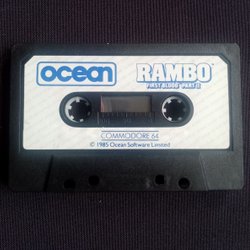 ocean
RAMBO
FIRST BLOOD PART II
COMMODORE 64
© 1985 Ocean Software Limited